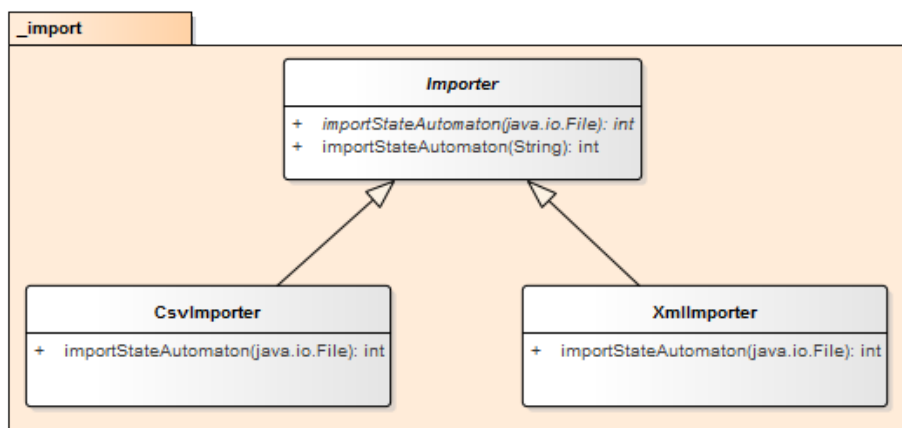 _import
Importer
+ importStateAutomaton(java.io.File): int
+ importStateAutomaton(String): int
CsvImporter
+ importStateAutomaton(java.io.File): int
XmlImporter
+ importStateAutomaton(java.io.File): int